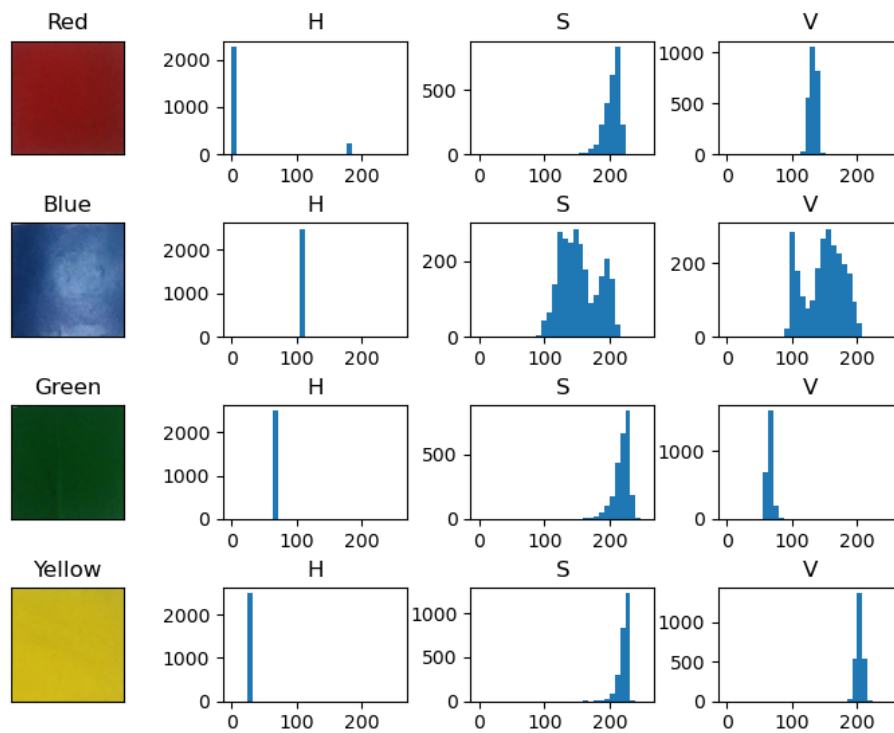 Red H S V
2000 1000 0 500 0 1000 500 0
0 100 200 0 100 200 0 100 200
Blue H S V
2000 1000 0 200 0 200 0
0 100 200 0 100 200 0 100 200
Green H S V
2000 1000 0 500 0 1000 0
0 100 200 0 100 200 0 100 200
Yellow H S V
2000 1000 0 1000 500 0 1000 500 0
0 100 200 0 100 200 0 100 200